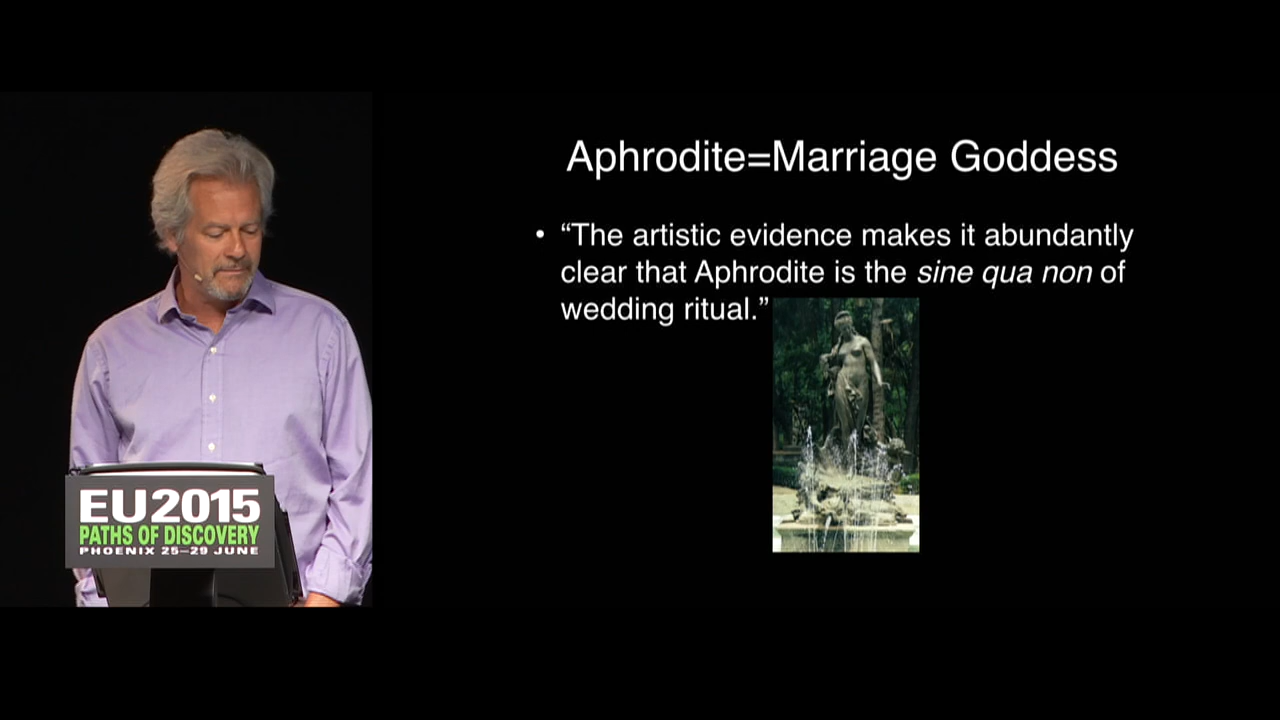 Aphrodite=Marriage Goddess
• “The artistic evidence makes it abundantly
clear that Aphrodite is the sine qua non of
wedding ritual.”
EU2015
PATHS OF DISCOVERY
PHOENIX 25–29 JUNE